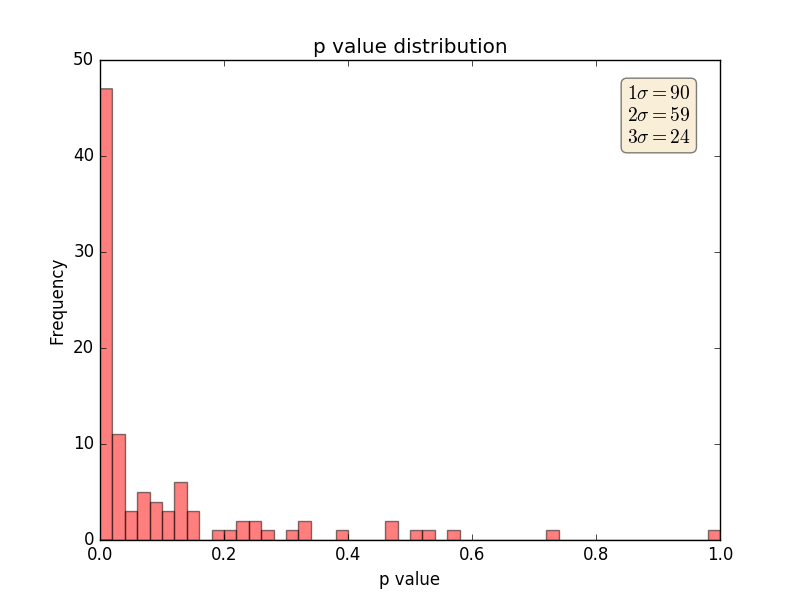 p value distribution
1σ = 90
2σ = 59
3σ = 24
50
40
30
20
10
0
Frequency
0.0 0.2 0.4 0.6 0.8 1.0
p value